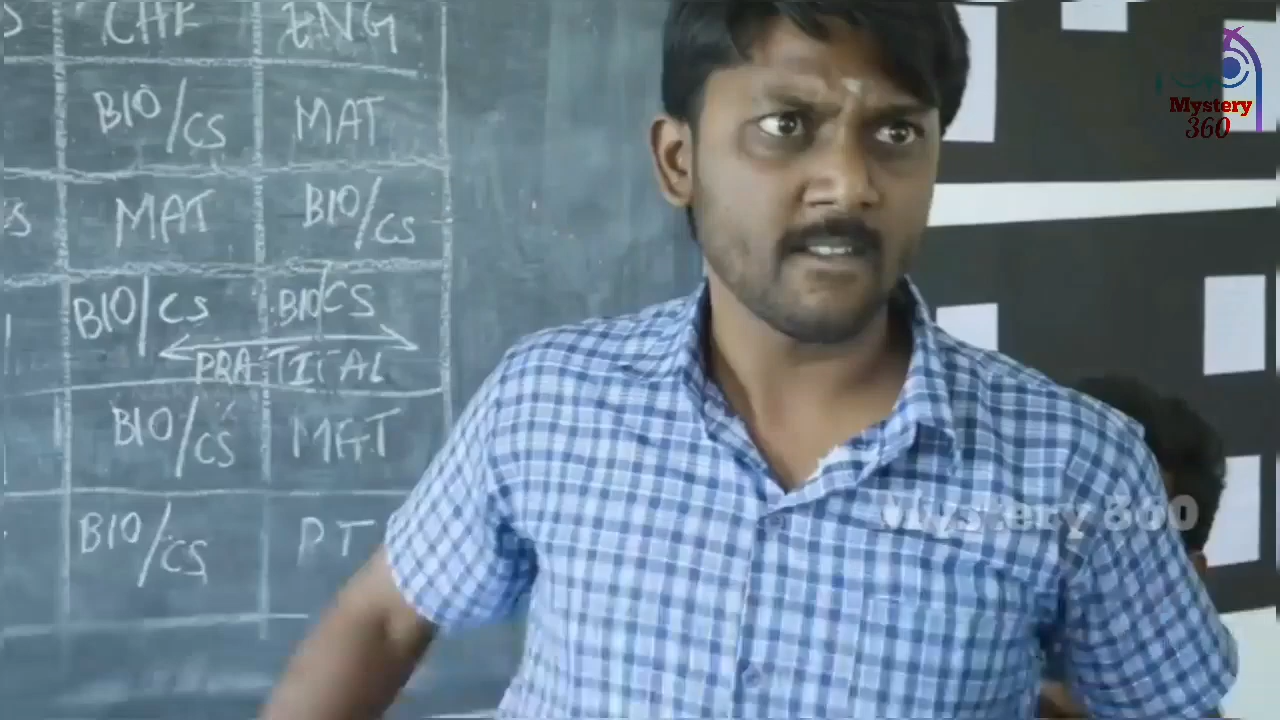 CHE ENG
BIO/CS MAT
MAT BIO/CS
BIO/CS BIO/CS
PRATICAL
BIO/CS MAT
BIO/CS PT
Mystery
360
Mystery 360